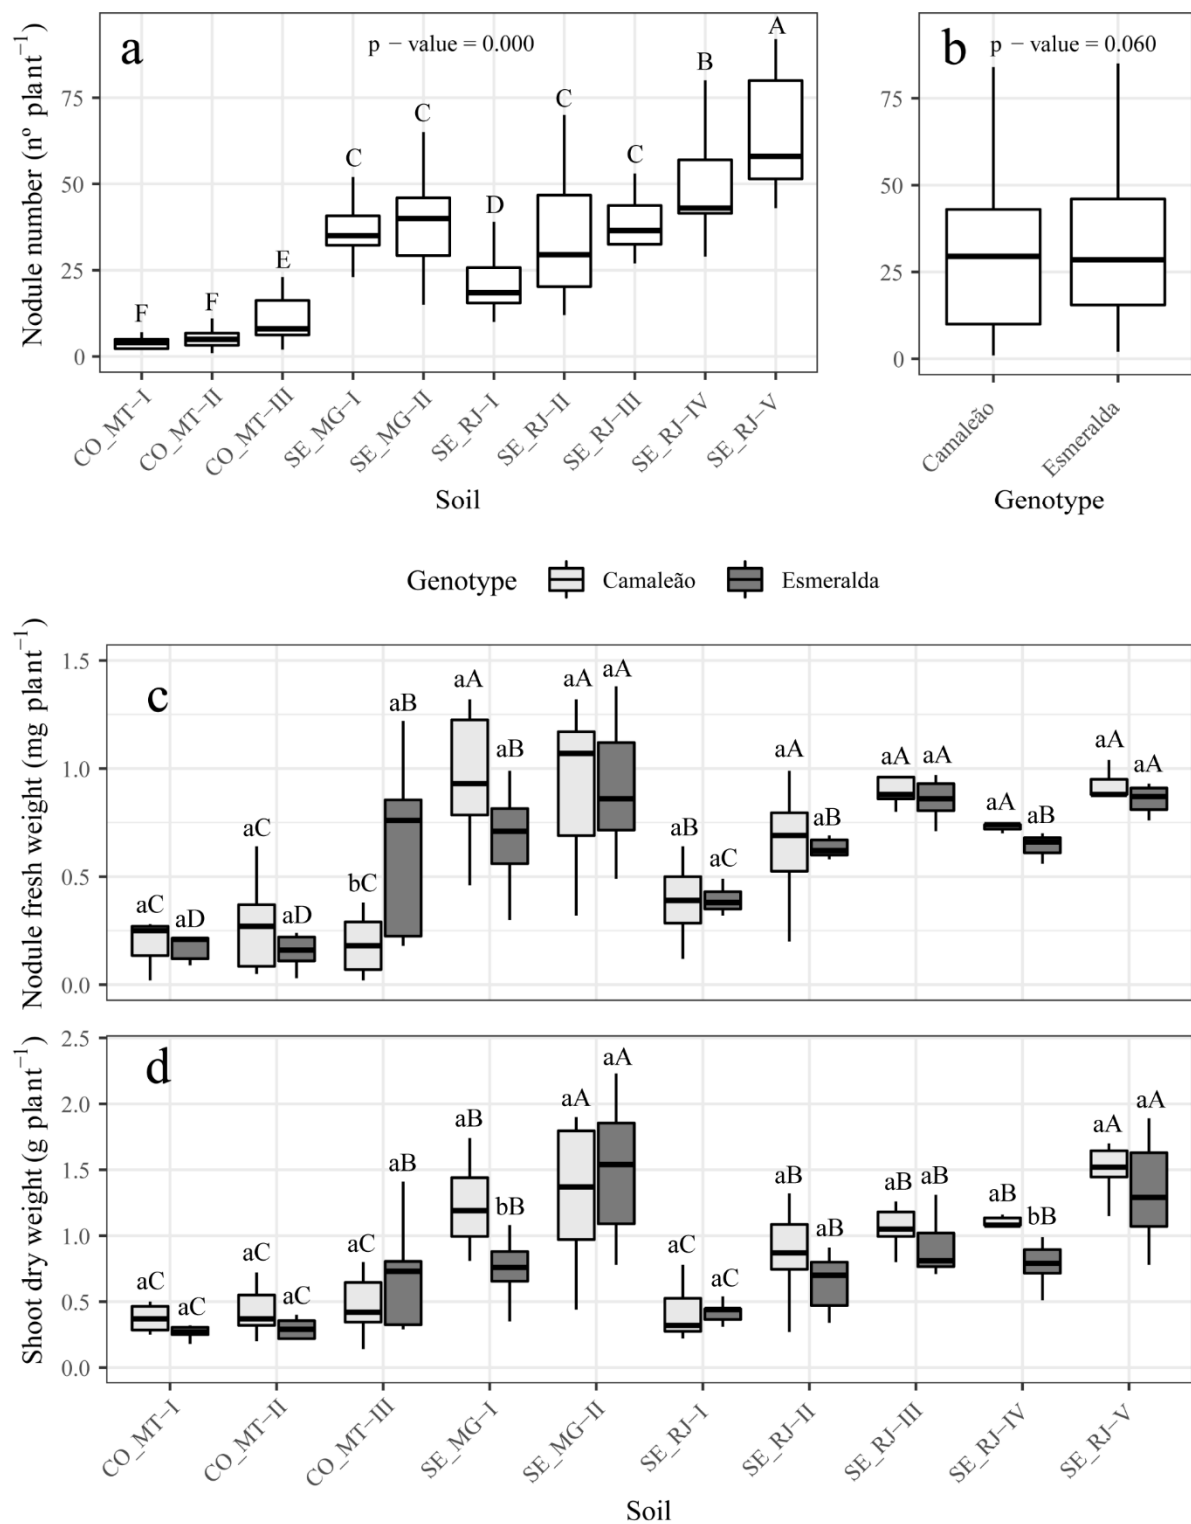 a
p − value = 0.000
b
p − value = 0.060
Nodule number (nº plant⁻¹)
75
50
25
0
F
F
E
C
C
D
C
C
B
A
75
50
25
0
CO_MT−I
CO_MT−II
CO_MT−III
SE_MG−I
SE_MG−II
SE_RJ−I
SE_RJ−II
SE_RJ−III
SE_RJ−IV
SE_RJ−V
Camaleão
Esmeralda
Soil
Genotype
Genotype Camaleão Esmeralda
Nodule fresh weight (mg plant⁻¹)
c
1.5
1.0
0.5
0.0
aC
aD
aC
aD
bC
aB
aA
aB
aA
aA
aB
aC
aA
aB
aA
aA
aA
aB
aA
aA
Shoot dry weight (g plant⁻¹)
d
2.5
2.0
1.5
1.0
0.5
0.0
aC
aC
aC
aC
aC
aB
aB
bB
aA
aA
aC
aC
aB
aB
aB
aB
aB
bB
aA
aA
CO_MT−I
CO_MT−II
CO_MT−III
SE_MG−I
SE_MG−II
SE_RJ−I
SE_RJ−II
SE_RJ−III
SE_RJ−IV
SE_RJ−V
Soil